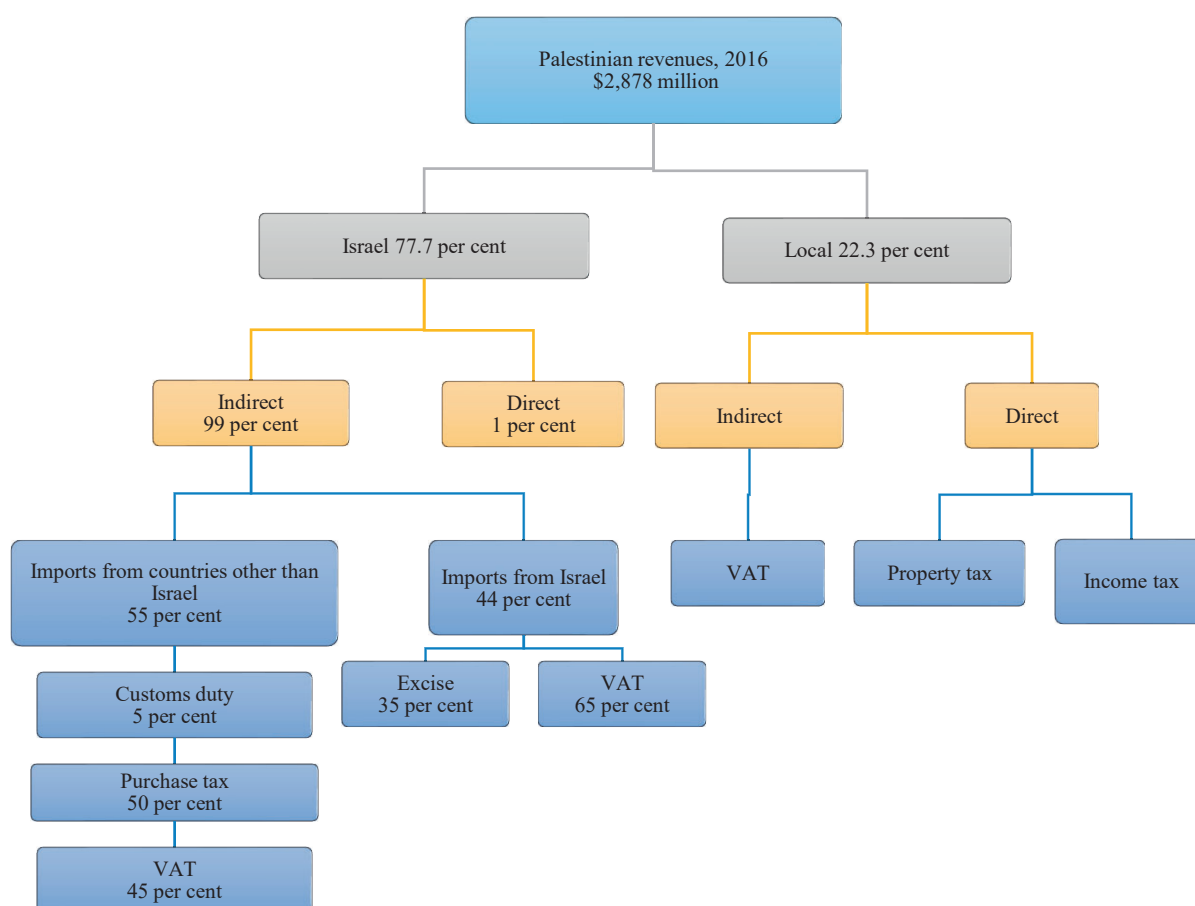 Palestinian revenues, 2016
$2,878 million
Israel 77.7 per cent
Local 22.3 per cent
Indirect
99 per cent
Direct
1 per cent
Indirect
Direct
Imports from countries other than
Israel
55 per cent
Imports from Israel
44 per cent
VAT
Property tax
Income tax
Customs duty
5 per cent
Excise
35 per cent
VAT
65 per cent
Purchase tax
50 per cent
VAT
45 per cent